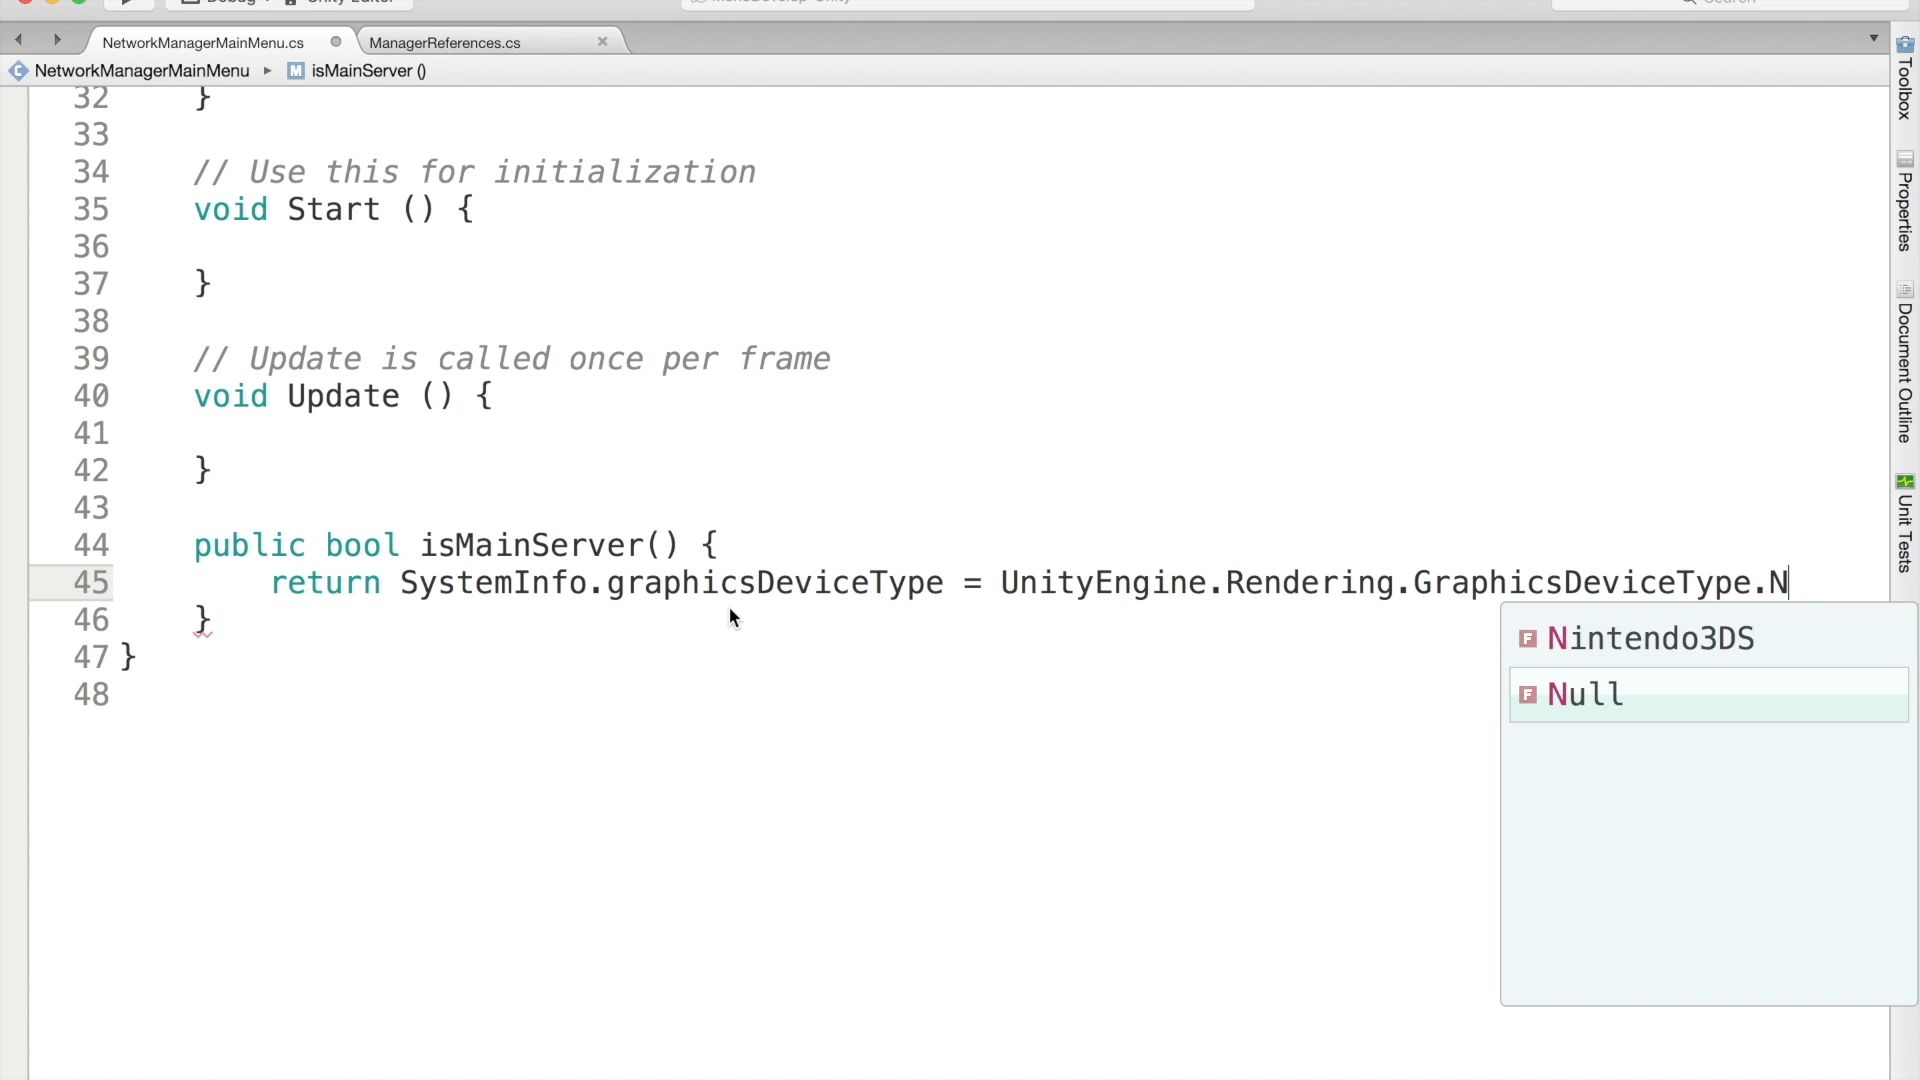 NetworkManagerMainMenu.cs
ManagerReferences.cs
NetworkManagerMainMenu ▸ M isMainServer ()
32 }
33
34 // Use this for initialization
35 void Start () {
36
37 }
38
39 // Update is called once per frame
40 void Update () {
41
42 }
43
44 public bool isMainServer() {
45 return SystemInfo.graphicsDeviceType = UnityEngine.Rendering.GraphicsDeviceType.N
46 }
47 }
48
F Nintendo3DS
F Null
Toolbox
Properties
Document Outline
Unit Tests